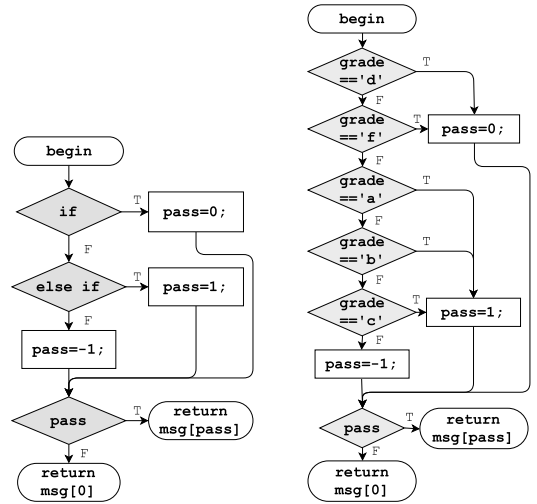 begin
if
T
pass=0;
F
else if
T
pass=1;
F
pass=-1;
pass
T
return
msg[pass]
F
return
msg[0]
begin
grade
=='d'
T
F
grade
=='f'
T
pass=0;
F
grade
=='a'
T
F
grade
=='b'
T
F
grade
=='c'
T
pass=1;
F
pass=-1;
pass
T
return
msg[pass]
F
return
msg[0]